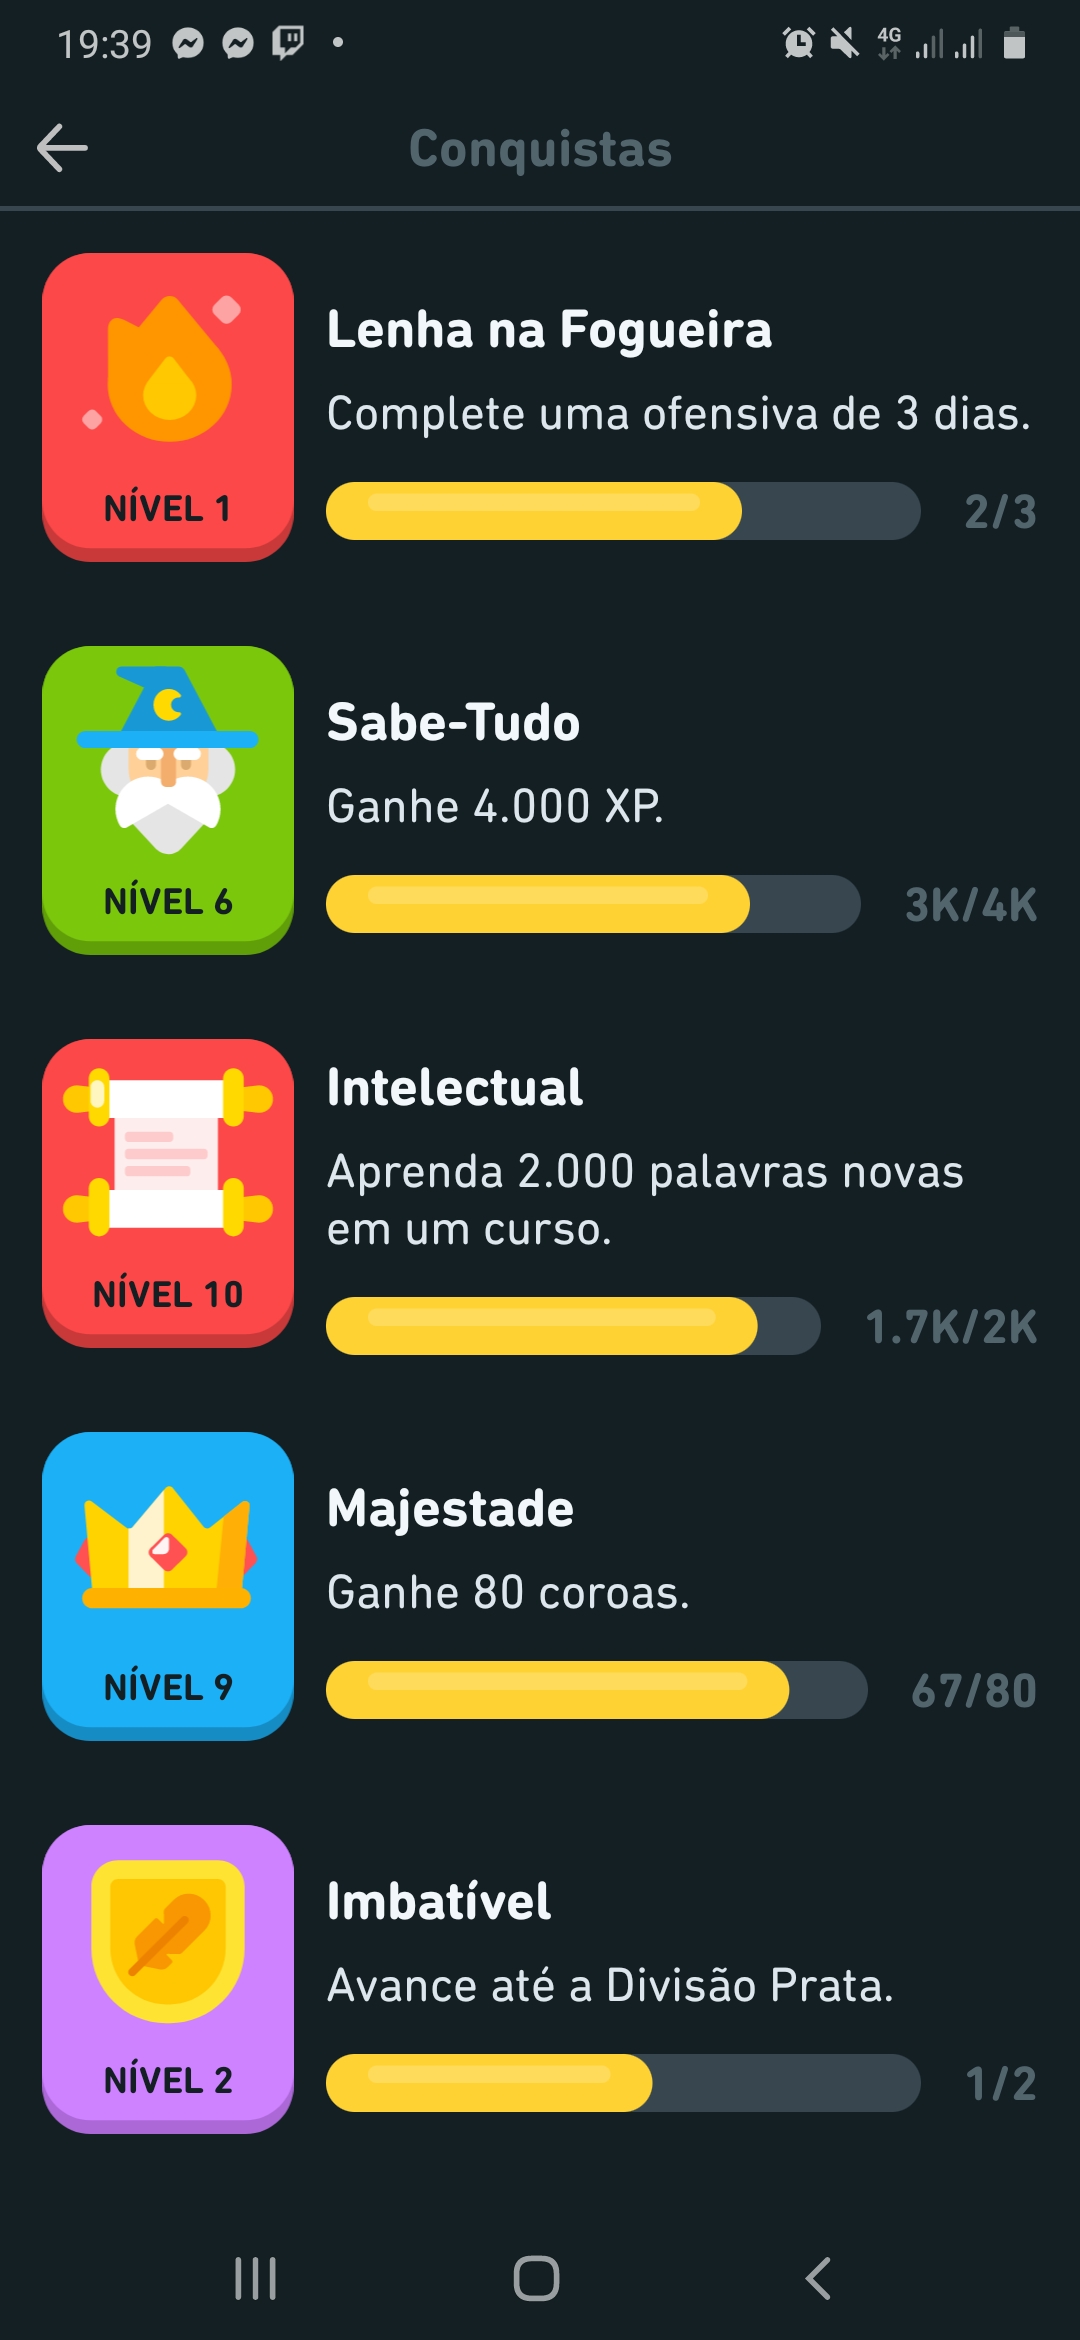 19:39
4G
Conquistas
Lenha na Fogueira
Complete uma ofensiva de 3 dias.
NÍVEL 1
2/3
Sabe-Tudo
Ganhe 4.000 XP.
NÍVEL 6
3K/4K
Intelectual
Aprenda 2.000 palavras novas
em um curso.
NÍVEL 10
1.7K/2K
Majestade
Ganhe 80 coroas.
NÍVEL 9
67/80
Imbatível
Avance até a Divisão Prata.
NÍVEL 2
1/2